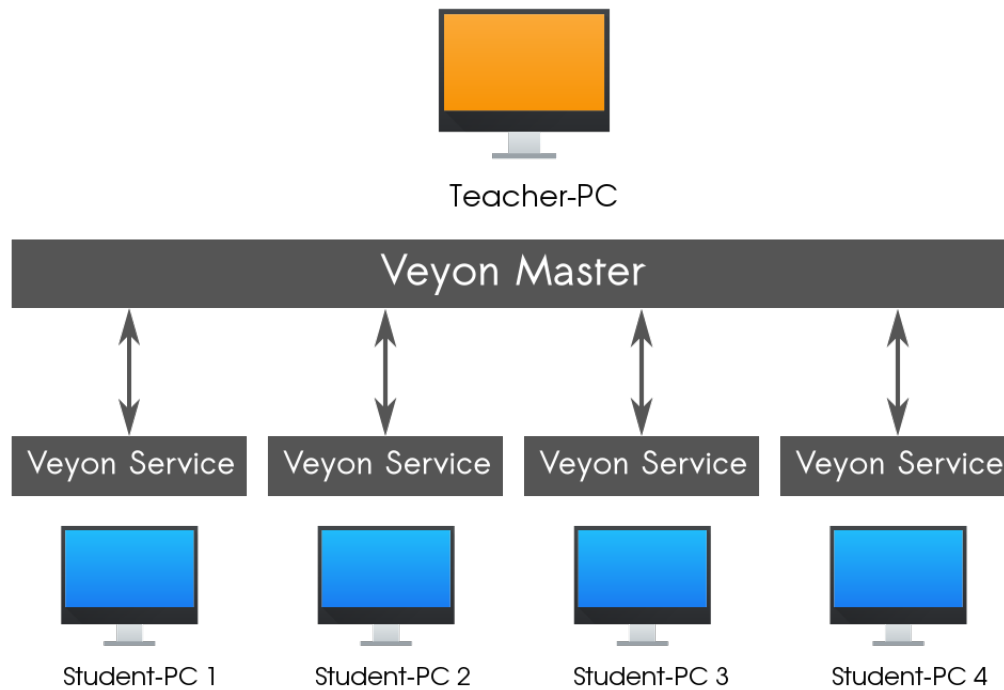 Teacher-PC
Veyon Master
Veyon Service
Veyon Service
Veyon Service
Veyon Service
Student-PC 1
Student-PC 2
Student-PC 3
Student-PC 4